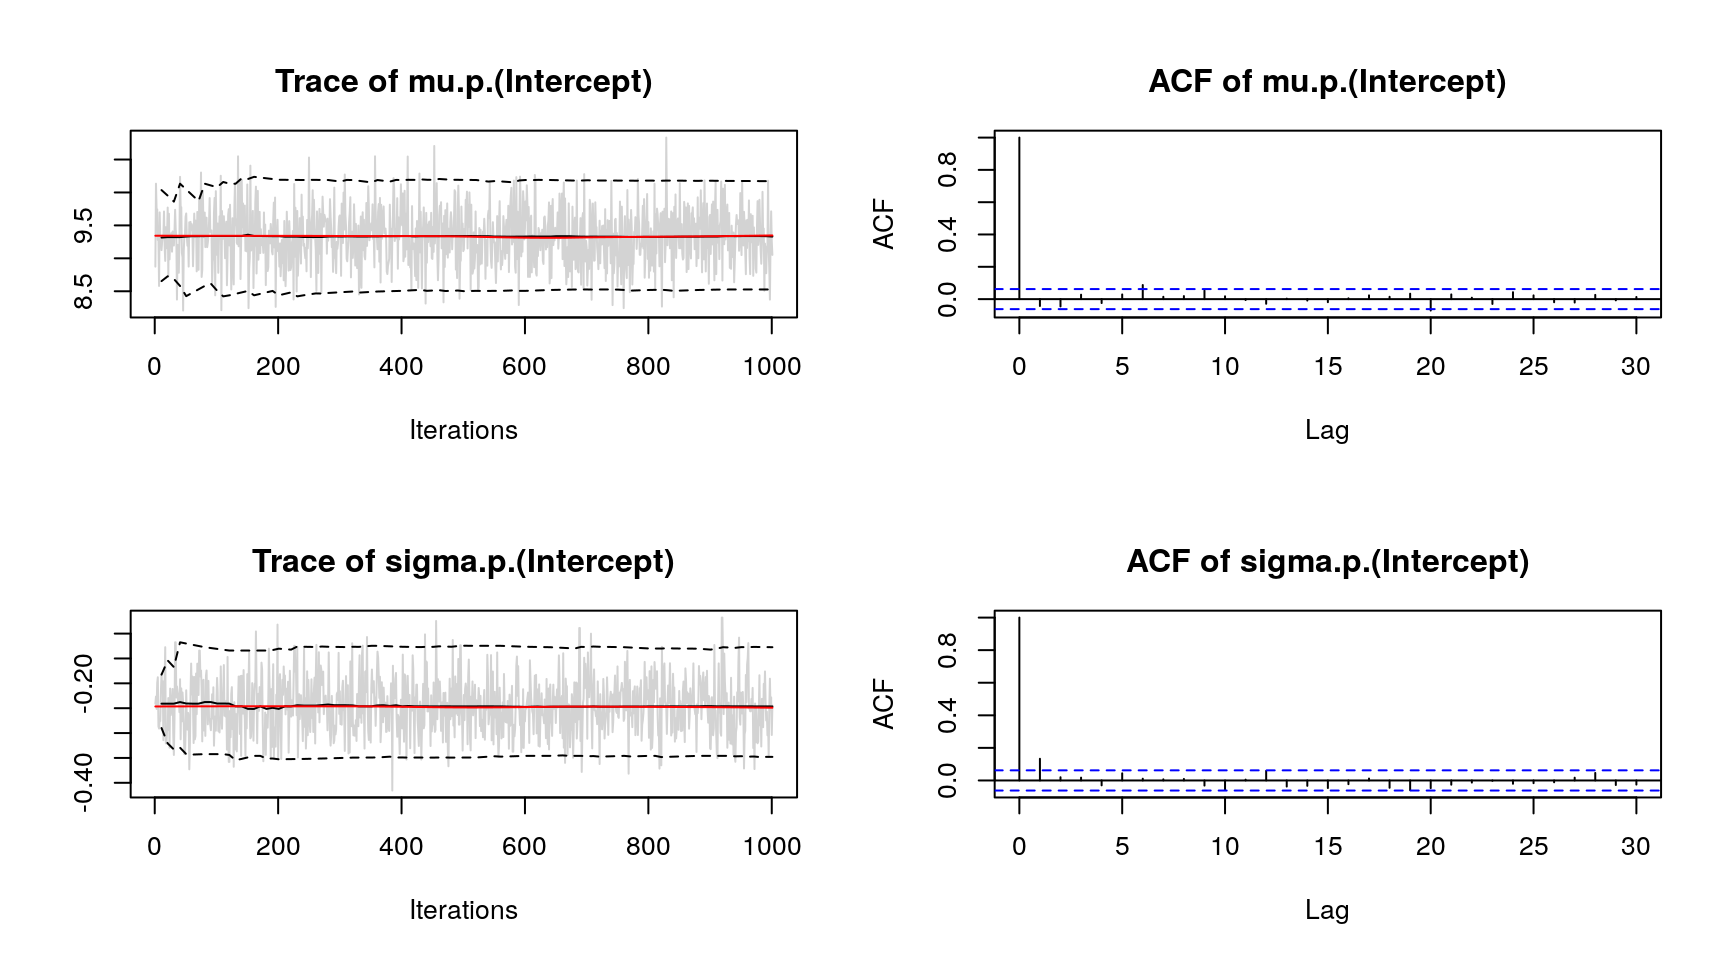 Trace of mu.p.(Intercept)
8.5 9.5
0 200 400 600 800 1000
Iterations
ACF of mu.p.(Intercept)
ACF
0.0 0.4 0.8
0 5 10 15 20 25 30
Lag
Trace of sigma.p.(Intercept)
-0.40 -0.20
0 200 400 600 800 1000
Iterations
ACF of sigma.p.(Intercept)
ACF
0.0 0.4 0.8
0 5 10 15 20 25 30
Lag